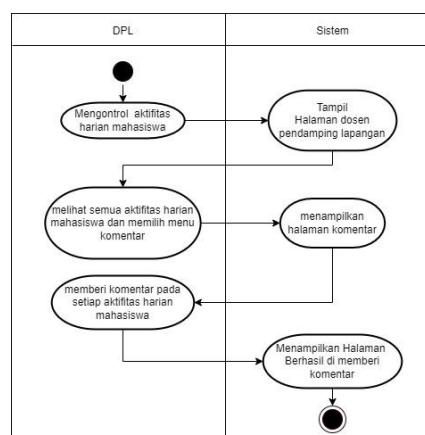 DPL
Sistem
Mengontrol aktifitas
harian mahasiswa
Tampil
Halaman dosen
pendamping lapangan
melihat semua aktifitas harian
mahasiswa dan memilih menu
komentar
menampilkan
halaman komentar
memberi komentar pada
setiap aktifitas harian
mahasiswa
Menampilkan Halaman
Berhasil di memberi
komentar